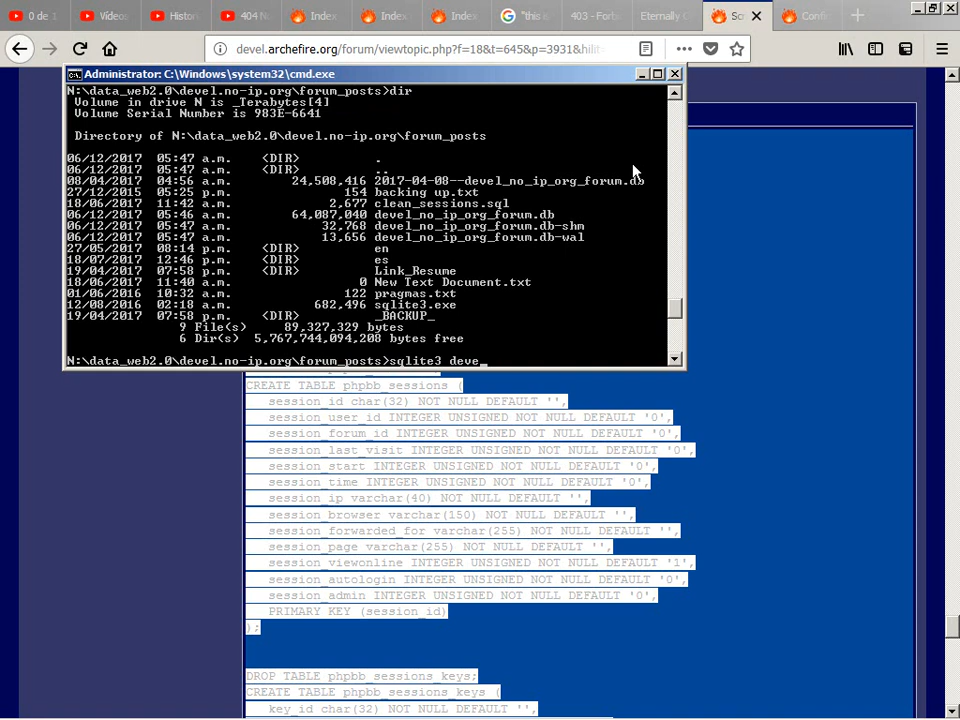 0 de 1
Vídeo
Histori
404 N
Index
Index
Index
"this is
403 - Forb
Eternally C
Sc
Confi
devel.archefire.org/forum/viewtopic.php?f=18&t=645&p=3931&hilit
Administrator: C:\Windows\system32\cmd.exe
N:\data_web2.0\devel.no-ip.org\forum_posts>dir
Volume in drive N is _Terabytes[4]
Volume Serial Number is 983E-6641
Directory of N:\data_web2.0\devel.no-ip.org\forum_posts
06/12/2017 05:47 a.m. <DIR> .
06/12/2017 05:47 a.m. <DIR> ..
08/04/2017 04:56 a.m. 24,508,416 2017-04-08--devel_no_ip_org_forum.db
27/12/2015 05:25 p.m. 154 backing up.txt
18/06/2017 11:42 a.m. 2,677 clean_sessions.sql
06/12/2017 05:46 a.m. 64,087,040 devel_no_ip_org_forum.db
06/12/2017 05:46 a.m. 32,768 devel_no_ip_org_forum.db-shm
06/12/2017 05:47 a.m. 13,656 devel_no_ip_org_forum.db-wal
27/05/2017 08:14 p.m. <DIR> en
18/07/2017 12:46 p.m. <DIR> es
19/04/2017 07:58 p.m. <DIR> Link_Resume
18/06/2017 11:40 a.m. 0 New Text Document.txt
01/06/2016 10:32 a.m. 122 pragmas.txt
12/08/2016 02:18 a.m. 682,496 sqlite3.exe
19/04/2017 07:58 p.m. <DIR> _BACKUP_
9 File(s) 89,327,329 bytes
6 Dir(s) 5,767,744,094,208 bytes free
N:\data_web2.0\devel.no-ip.org\forum_posts>sqlite3 deve_
CREATE TABLE phpbb_sessions (
session_id char(32) NOT NULL DEFAULT '',
session_user_id INTEGER UNSIGNED NOT NULL DEFAULT '0',
session_forum_id INTEGER UNSIGNED NOT NULL DEFAULT '0',
session_last_visit INTEGER UNSIGNED NOT NULL DEFAULT '0',
session_start INTEGER UNSIGNED NOT NULL DEFAULT '0',
session_time INTEGER UNSIGNED NOT NULL DEFAULT '0',
session_ip varchar(40) NOT NULL DEFAULT '',
session_browser varchar(150) NOT NULL DEFAULT '',
session_forwarded_for varchar(255) NOT NULL DEFAULT '',
session_page varchar(255) NOT NULL DEFAULT '',
session_viewonline INTEGER UNSIGNED NOT NULL DEFAULT '1',
session_autologin INTEGER UNSIGNED NOT NULL DEFAULT '0',
session_admin INTEGER UNSIGNED NOT NULL DEFAULT '0',
PRIMARY KEY (session_id)
);
DROP TABLE phpbb_sessions_keys;
CREATE TABLE phpbb_sessions_keys (
key_id char(32) NOT NULL DEFAULT '',